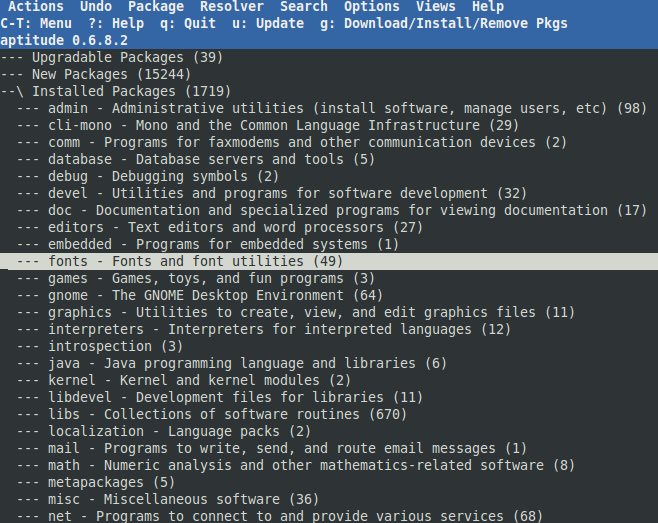 Actions  Undo  Package  Resolver  Search  Options  Views  Help
C-T: Menu  ?: Help  q: Quit  u: Update  g: Download/Install/Remove Pkgs
aptitude 0.6.8.2
--- Upgradable Packages (39)
--- New Packages (15244)
--\ Installed Packages (1719)
  --- admin - Administrative utilities (install software, manage users, etc) (98)
  --- cli-mono - Mono and the Common Language Infrastructure (29)
  --- comm - Programs for faxmodems and other communication devices (2)
  --- database - Database servers and tools (5)
  --- debug - Debugging symbols (2)
  --- devel - Utilities and programs for software development (32)
  --- doc - Documentation and specialized programs for viewing documentation (17)
  --- editors - Text editors and word processors (27)
  --- embedded - Programs for embedded systems (1)
  --- fonts - Fonts and font utilities (49)
  --- games - Games, toys, and fun programs (3)
  --- gnome - The GNOME Desktop Environment (64)
  --- graphics - Utilities to create, view, and edit graphics files (11)
  --- interpreters - Interpreters for interpreted languages (12)
  --- introspection (3)
  --- java - Java programming language and libraries (6)
  --- kernel - Kernel and kernel modules (2)
  --- libdevel - Development files for libraries (11)
  --- libs - Collections of software routines (670)
  --- localization - Language packs (2)
  --- mail - Programs to write, send, and route email messages (1)
  --- math - Numeric analysis and other mathematics-related software (8)
  --- metapackages (5)
  --- misc - Miscellaneous software (36)
  --- net - Programs to connect to and provide various services (68)